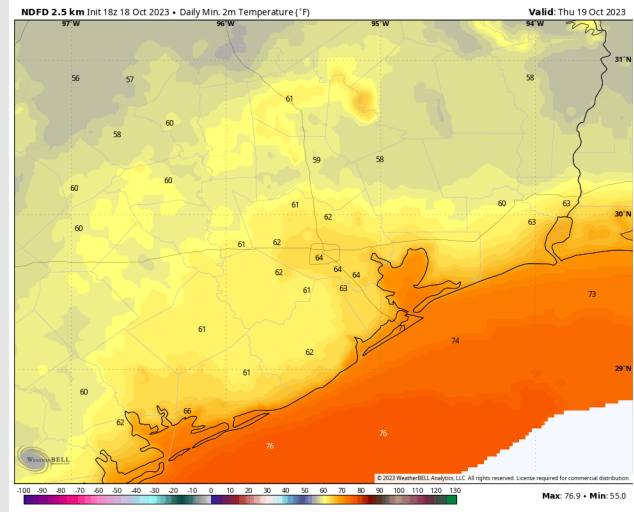 NDFD 2.5 km Init 18z 18 Oct 2023 • Daily Min. 2m Temperature (°F) Valid: Thu 19 Oct 2023
97°W 96°W 95°W 94°W
31°N
56 57 58
61
60
58
59 58
60
60
61 60 63
62 63
30°N
60
61 62
64
62 64 64
61 63
73
61 71
74
62
29°N
61
60
66
62
76 76
WEATHERBELL
© 2023 WeatherBELL Analytics, LLC. All rights reserved. License required for commercial distribution.
-100 -90 -80 -70 -60 -50 -40 -30 -20 -10 0 10 20 30 40 50 60 70 80 90 100 110 120 130
Max: 76.9 • Min: 55.0